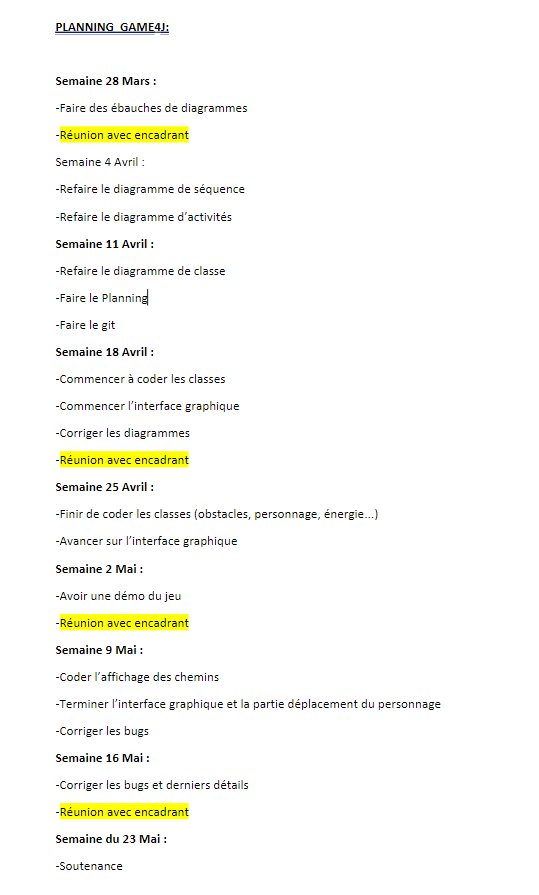 PLANNING GAME4J:
Semaine 28 Mars :
-Faire des ébauches de diagrammes
-Réunion avec encadrant
Semaine 4 Avril :
-Refaire le diagramme de séquence
-Refaire le diagramme d’activités
Semaine 11 Avril :
-Refaire le diagramme de classe
-Faire le Planning
-Faire le git
Semaine 18 Avril :
-Commencer à coder les classes
-Commencer l’interface graphique
-Corriger les diagrammes
-Réunion avec encadrant
Semaine 25 Avril :
-Finir de coder les classes (obstacles, personnage, énergie…)
-Avancer sur l’interface graphique
Semaine 2 Mai :
-Avoir une démo du jeu
-Réunion avec encadrant
Semaine 9 Mai :
-Coder l’affichage des chemins
-Terminer l’interface graphique et la partie déplacement du personnage
-Corriger les bugs
Semaine 16 Mai :
-Corriger les bugs et derniers détails
-Réunion avec encadrant
Semaine du 23 Mai :
-Soutenance